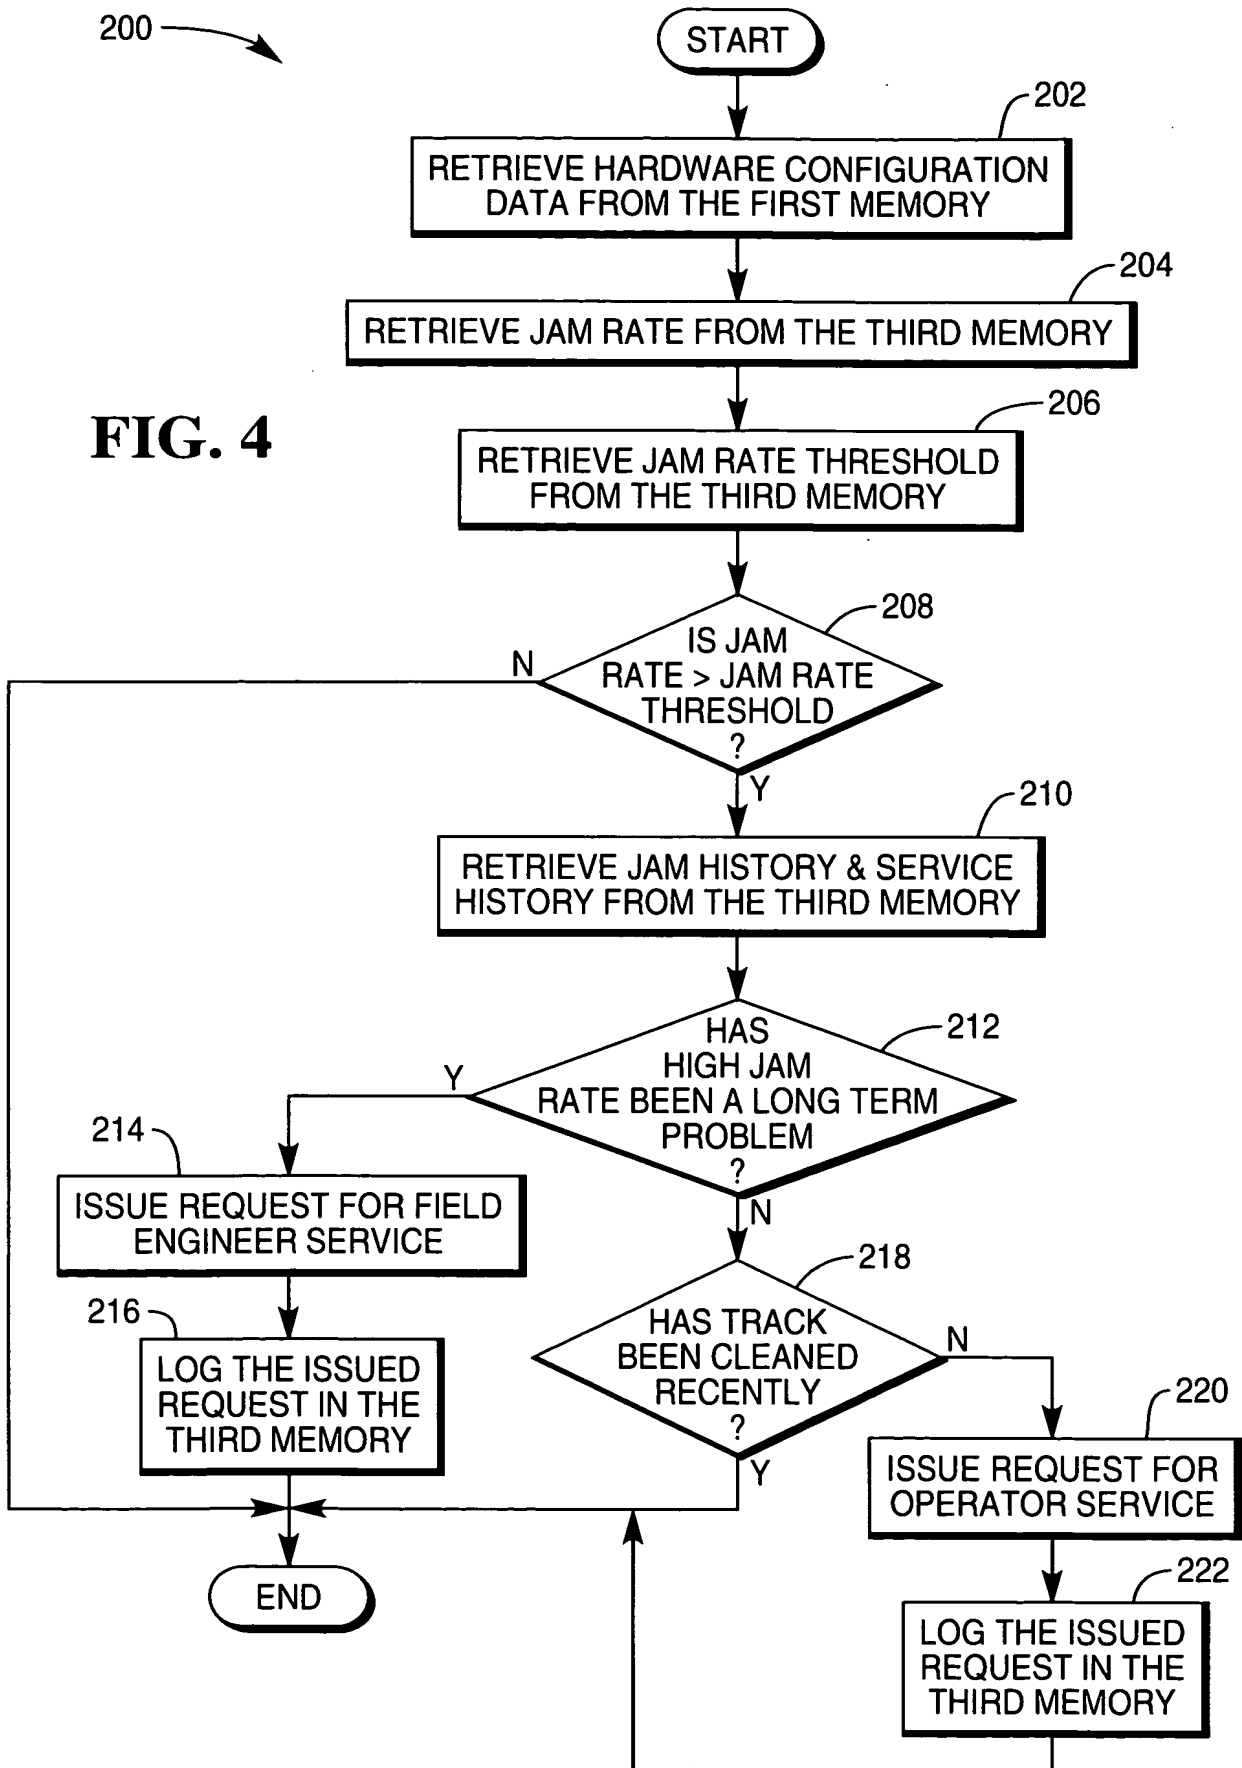 200
START
202
RETRIEVE HARDWARE CONFIGURATION
DATA FROM THE FIRST MEMORY
204
RETRIEVE JAM RATE FROM THE THIRD MEMORY
FIG. 4
206
RETRIEVE JAM RATE THRESHOLD
FROM THE THIRD MEMORY
208
IS JAM
RATE > JAM RATE
THRESHOLD
?
N
Y
210
RETRIEVE JAM HISTORY & SERVICE
HISTORY FROM THE THIRD MEMORY
212
HAS
HIGH JAM
RATE BEEN A LONG TERM
PROBLEM
?
Y
N
214
ISSUE REQUEST FOR FIELD
ENGINEER SERVICE
216
LOG THE ISSUED
REQUEST IN THE
THIRD MEMORY
218
HAS TRACK
BEEN CLEANED
RECENTLY
?
N
Y
220
ISSUE REQUEST FOR
OPERATOR SERVICE
222
LOG THE ISSUED
REQUEST IN THE
THIRD MEMORY
END